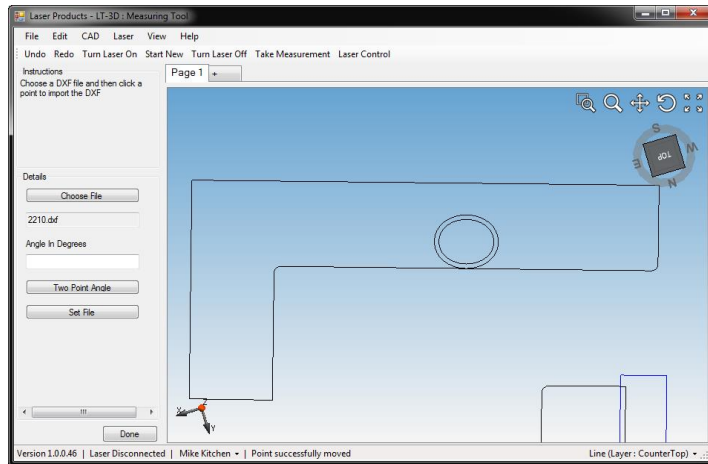 Laser Products - LT-3D : Measuring Tool
File Edit CAD Laser View Help
Undo Redo Turn Laser On Start New Turn Laser Off Take Measurement Laser Control
Instructions
Choose a DXF file and then click a
point to import the DXF
Page 1 +
S
W
E
TOP
N
Details
Choose File
2210.dxf
Angle In Degrees
Two Point Angle
Set File
Z
X
Y
Done
Version 1.0.0.46 | Laser Disconnected | Mike Kitchen | Point successfully moved Line (Layer : CounterTop)